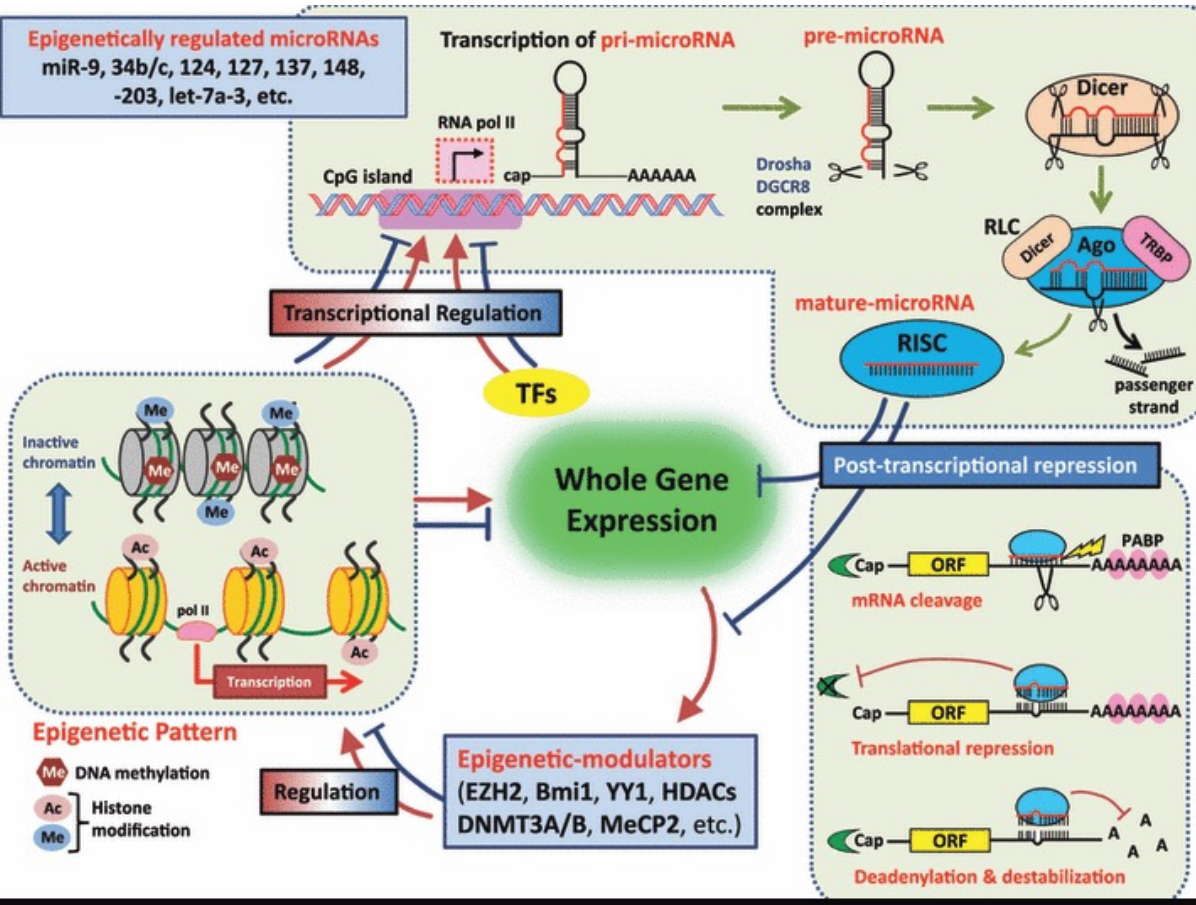 Epigenetically regulated microRNAs
miR-9, 34b/c, 124, 127, 137, 148,
-203, let-7a-3, etc.
Transcription of pri-microRNA
pre-microRNA
RNA pol II
CpG island
cap
AAAAAA
Drosha
DGCR8
complex
Dicer
RLC
Dicer
Ago
TRBP
mature-microRNA
RISC
passenger
strand
Transcriptional Regulation
TFs
Whole Gene
Expression
Post-transcriptional repression
Inactive
chromatin
Me
Me
Me
Me
Me
Me
Active
chromatin
Ac
Ac
Ac
pol II
Transcription
Epigenetic Pattern
Me DNA methylation
Ac
Me
Histone
modification
Regulation
Epigenetic-modulators
(EZH2, Bmi1, YY1, HDACs
DNMT3A/B, MeCP2, etc.)
PABP
Cap ORF AAAAAAAA
mRNA cleavage
Cap ORF AAAAAAAA
Translational repression
Cap ORF A A A A
Deadenylation & destabilization